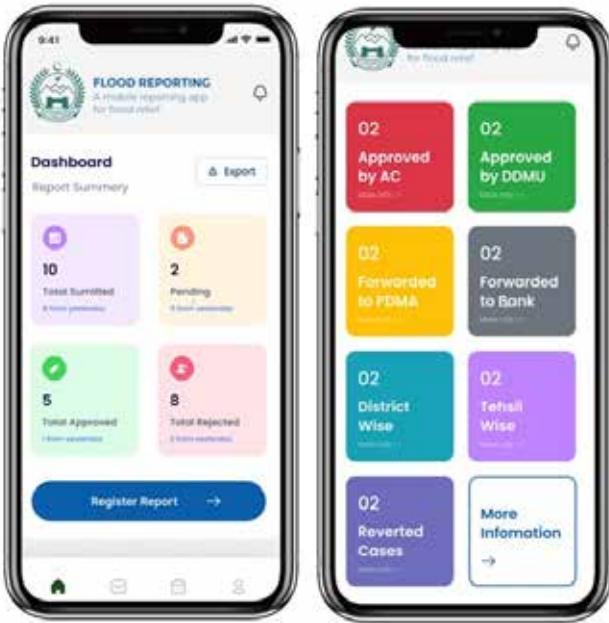 9:41
FLOOD REPORTING
A mobile reporting app
for flood relief
Dashboard
Export
Report Summery
10
Total Sumitted
2
Pending
5
Total Approved
8
Total Rejected
Register Report
for flood relief
02
Approved
by AC
02
Approved
by DDMU
02
Forwarded
to PDMA
02
Forwarded
to Bank
02
District
Wise
02
Tehsil
Wise
02
Reverted
Cases
More
Infomation